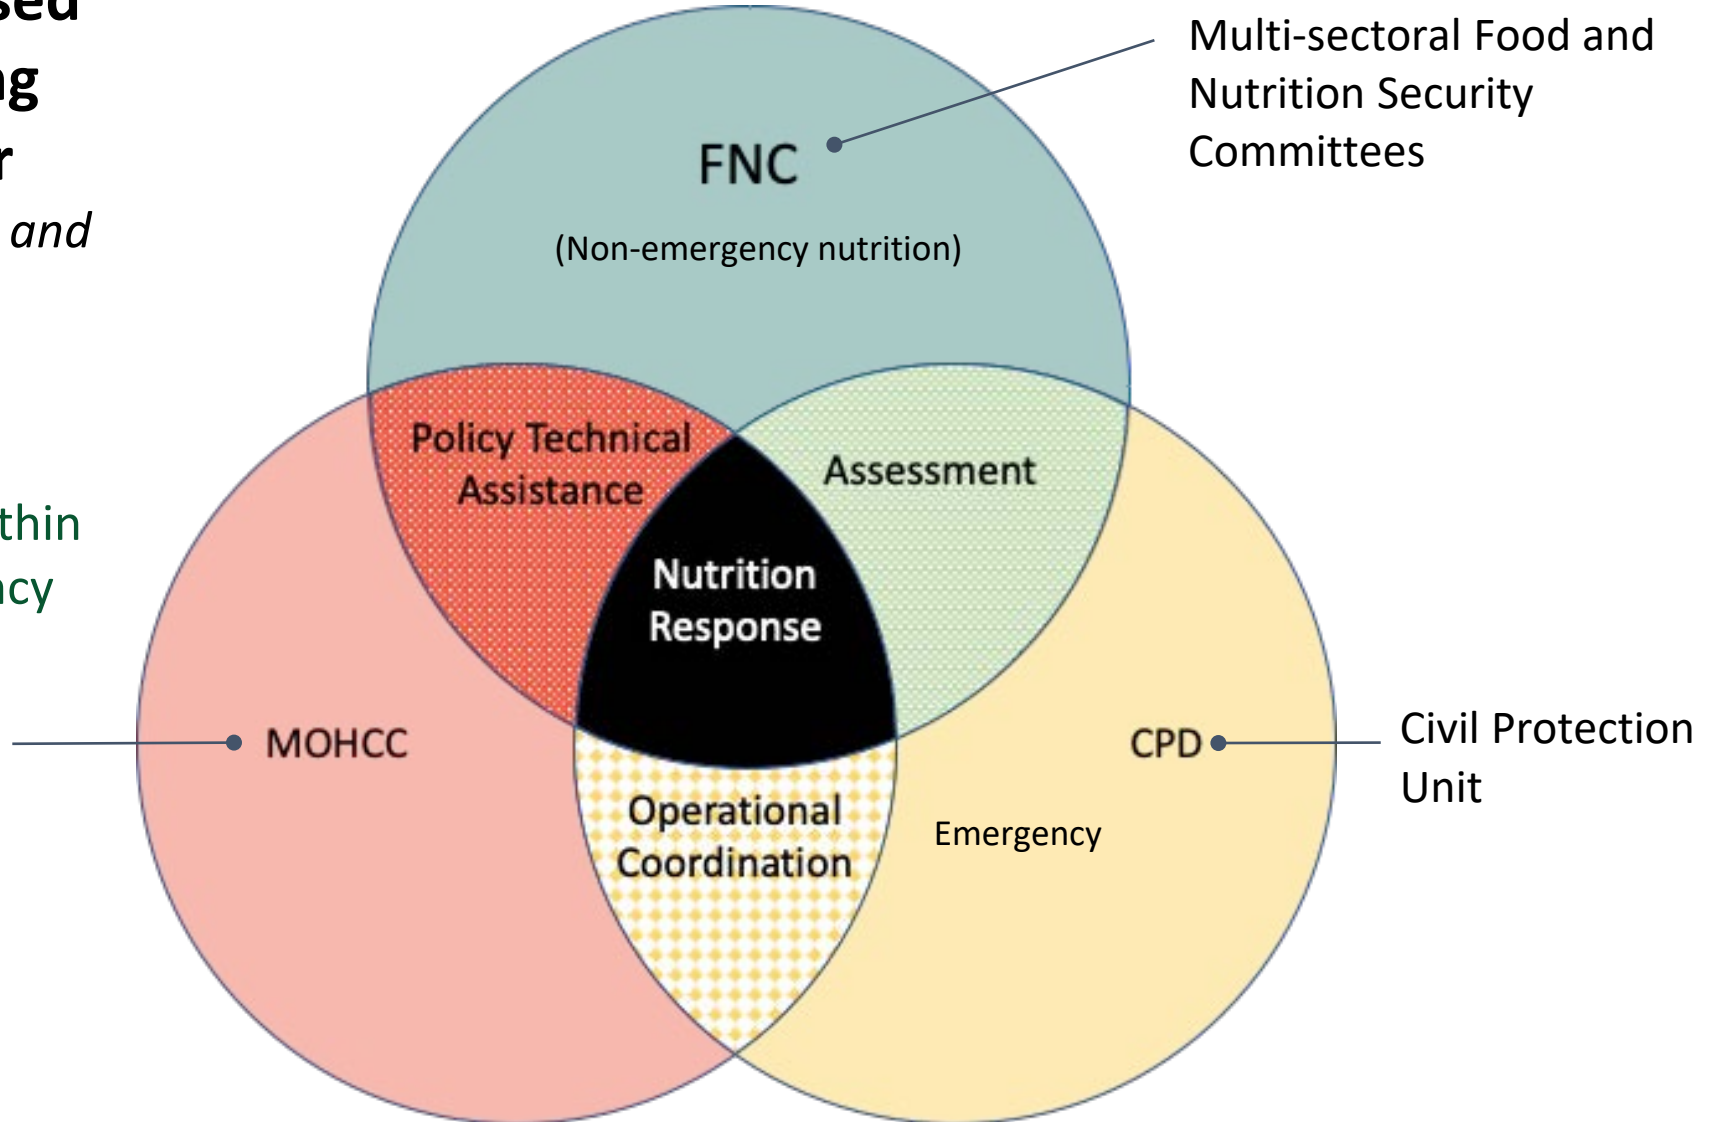 Multi-sectoral Food and
Nutrition Security
Committees
FNC
and
(Non-emergency nutrition)
Policy Technical
Assistance
Assessment
Nutrition
Response
MOHCC
CPD
Civil Protection
Unit
Operational
Coordination
Emergency